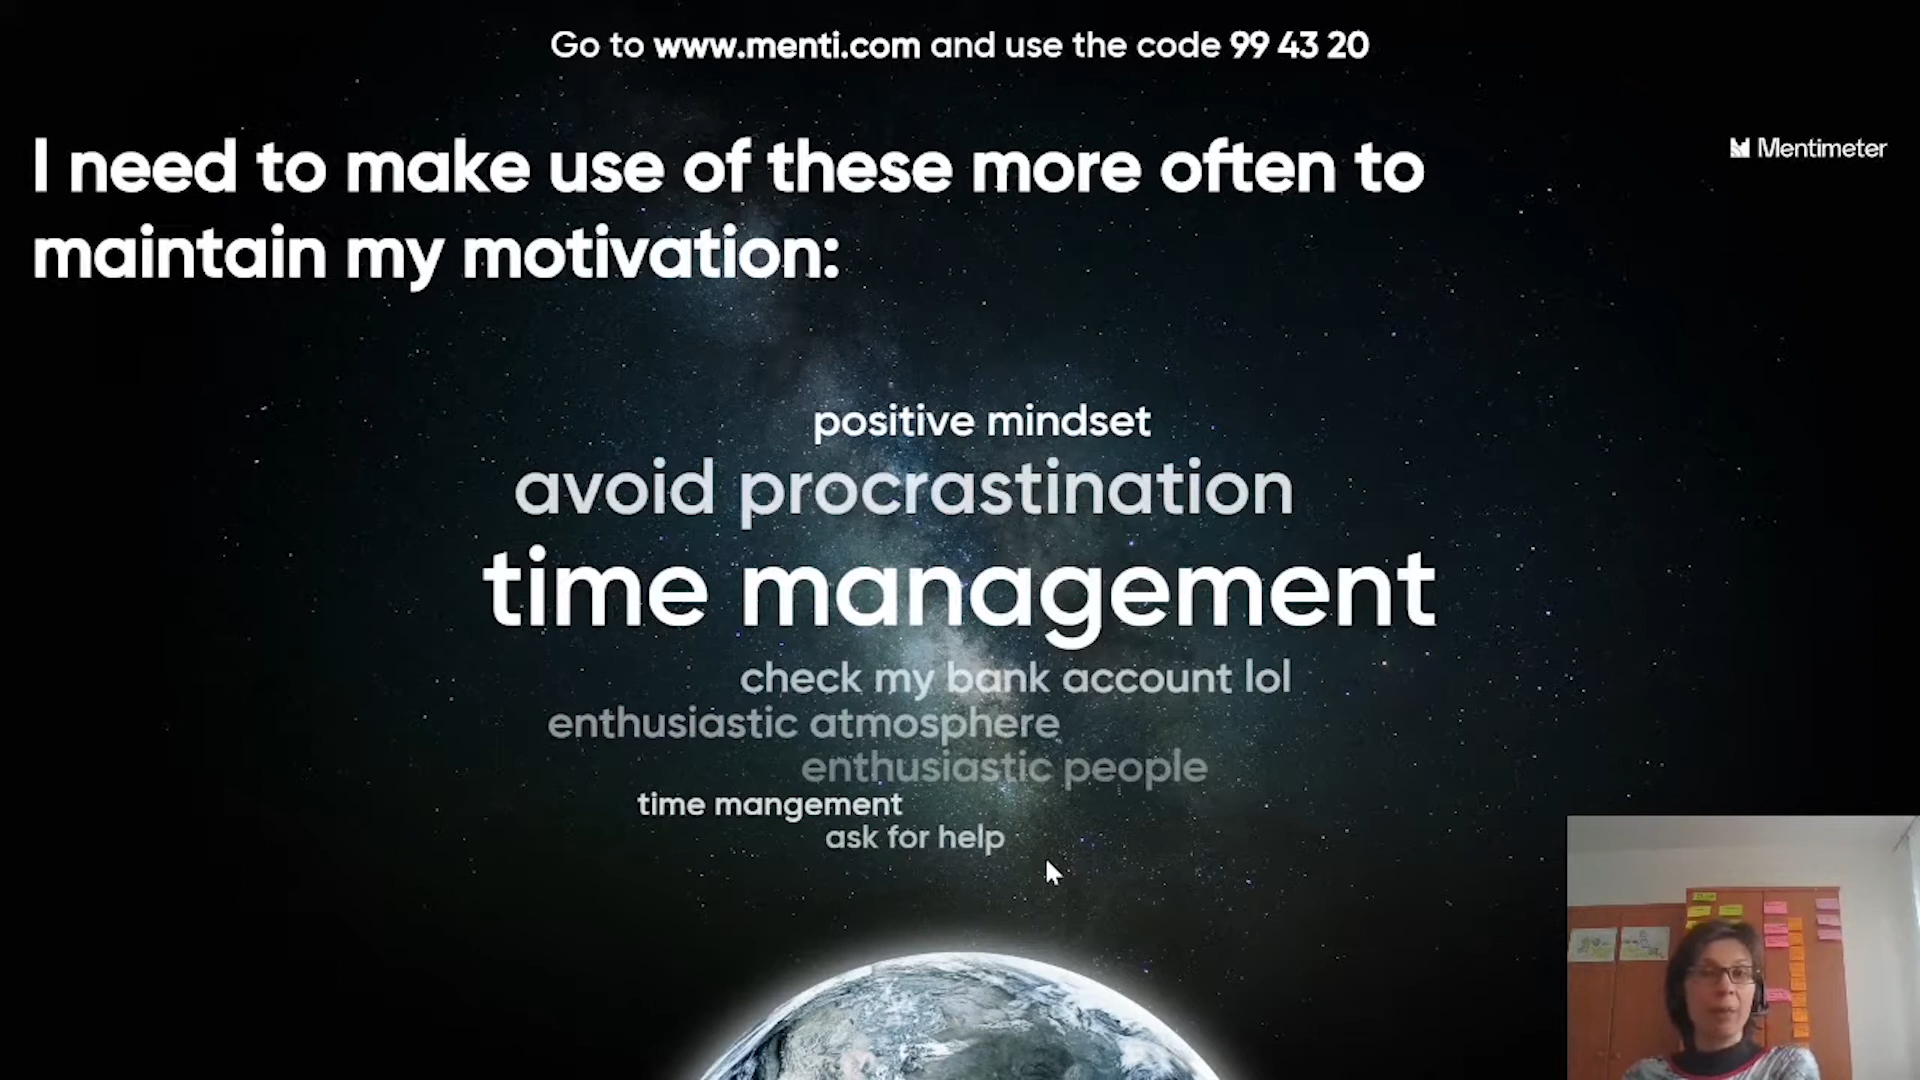 Go to www.menti.com and use the code 99 43 20
Mentimeter
I need to make use of these more often to
maintain my motivation:
positive mindset
avoid procrastination
time management
check my bank account lol
enthusiastic atmosphere
enthusiastic people
time mangement
ask for help